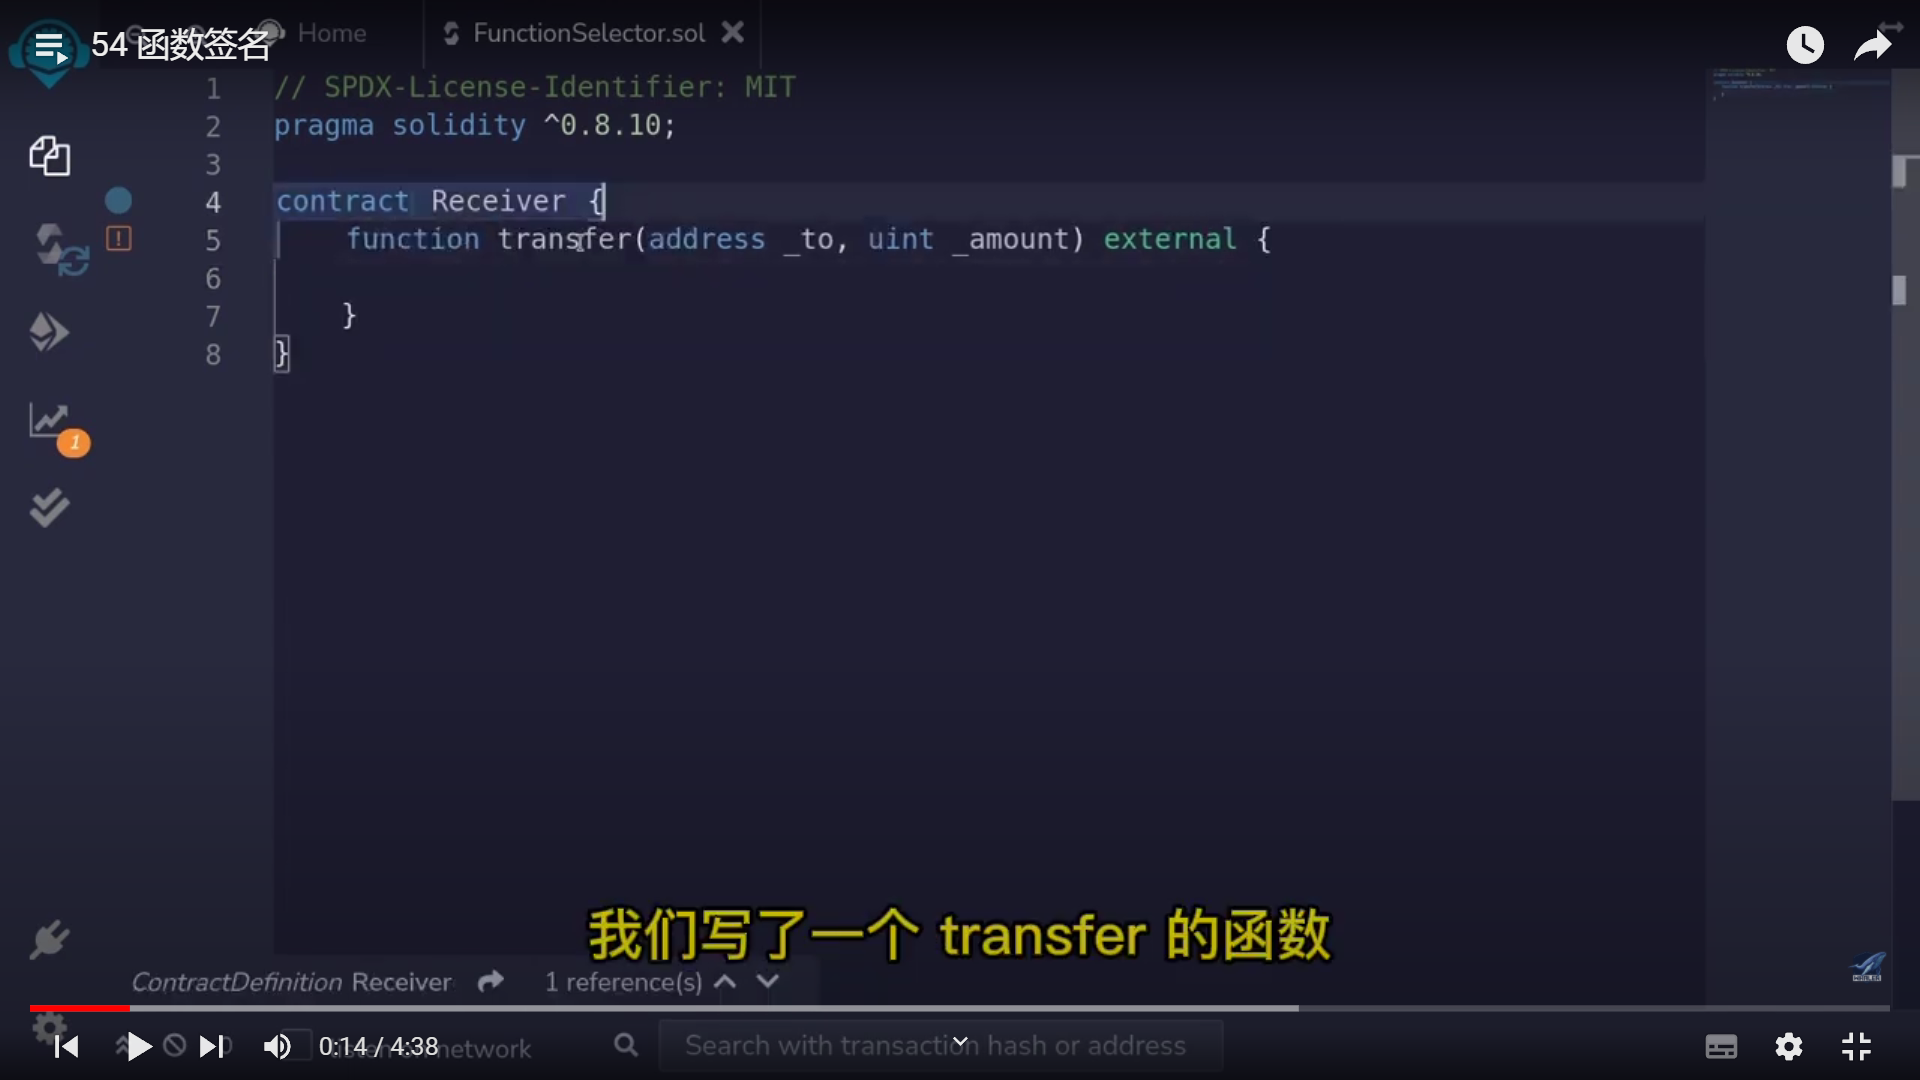 54 函数签名
Home
FunctionSelector.sol
1 // SPDX-License-Identifier: MIT
2 pragma solidity ^0.8.10;
3
4 contract Receiver {
5 function transfer(address _to, uint _amount) external {
6
7 }
8 }
1
我们写了一个 transfer 的函数
ContractDefinition Receiver 1 reference(s)
0:14 / 4:38 network
Search with transaction hash or address